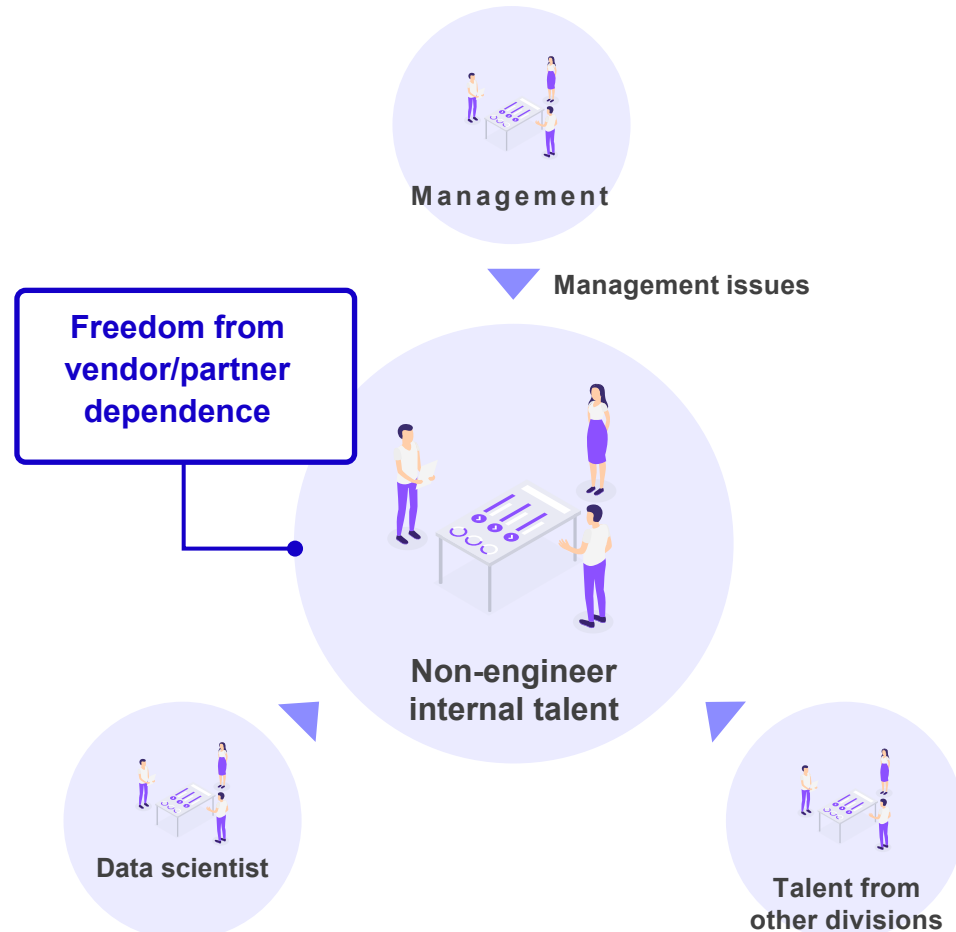 Management
Management issues
Freedom from
vendor/partner
dependence
Non-engineer
internal talent
Data scientist
Talent from
other divisions